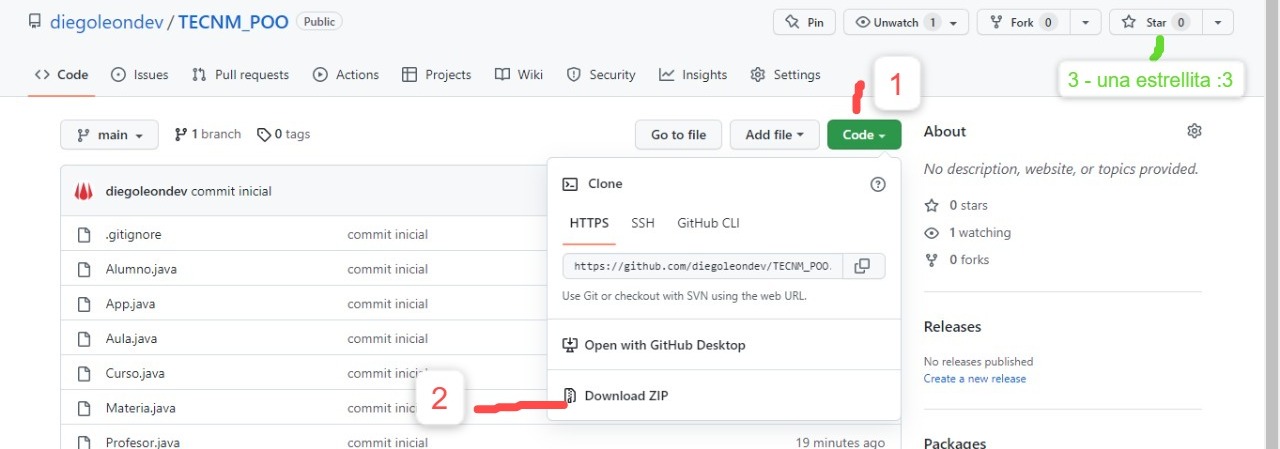 diegoleondev / TECNM_POO Public
Pin Unwatch 1 Fork 0 Star 0
Code Issues Pull requests Actions Projects Wiki Security Insights Settings
1
3 - una estrellita :3
main 1 branch 0 tags Go to file Add file Code
diegoleondev commit inicial
.gitignore commit inicial
Alumno.java commit inicial
App.java commit inicial
Aula.java commit inicial
Curso.java commit inicial
Materia.java commit inicial
Profesor.java commit inicial 19 minutes ago
Clone
HTTPS SSH GitHub CLI
https://github.com/diegoleondev/TECNM_POO.
Use Git or checkout with SVN using the web URL.
Open with GitHub Desktop
2
Download ZIP
About
No description, website, or topics provided.
0 stars
1 watching
0 forks
Releases
No releases published
Create a new release
Packages